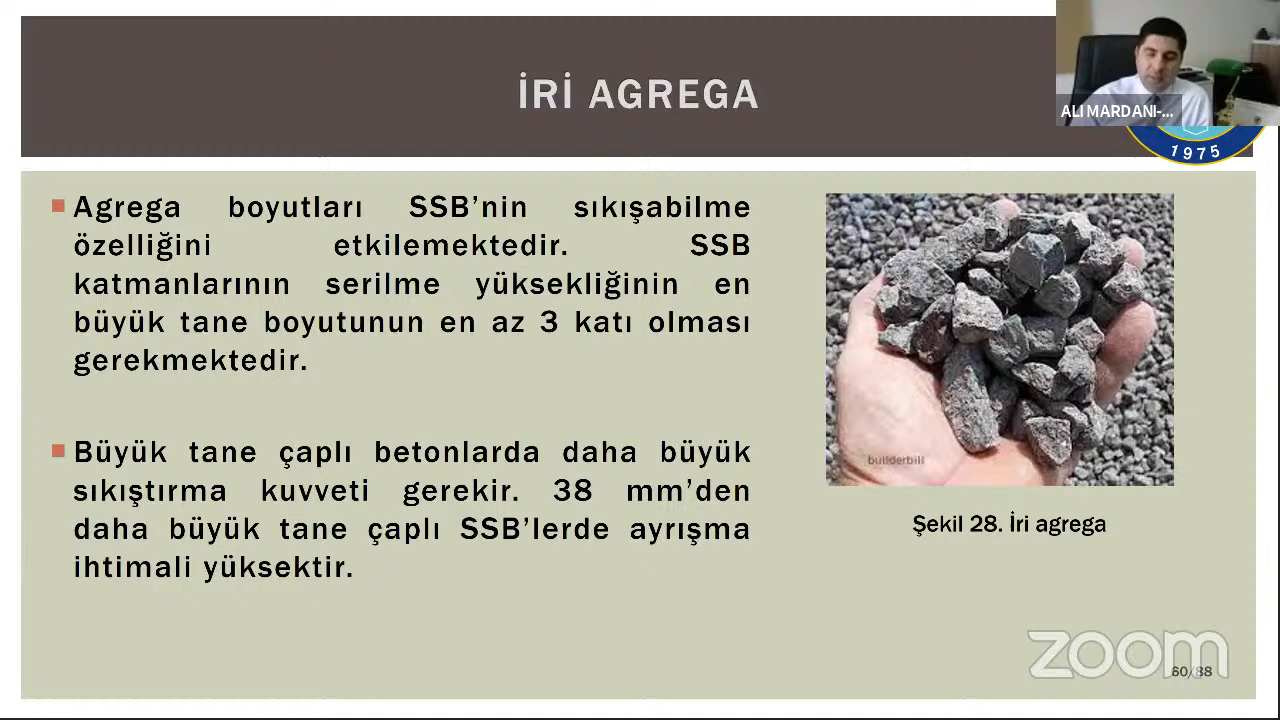 İRİ AGREGA
ALI MARDANI-...
1975
Agrega boyutları SSB’nin sıkışabilme
özelliğini etkilemektedir. SSB
katmanlarının serilme yüksekliğinin en
büyük tane boyutunun en az 3 katı olması
gerekmektedir.
Büyük tane çaplı betonlarda daha büyük
sıkıştırma kuvveti gerekir. 38 mm’den
daha büyük tane çaplı SSB’lerde ayrışma
ihtimali yüksektir.
builderbill
Şekil 28. İri agrega
zoom
60/88